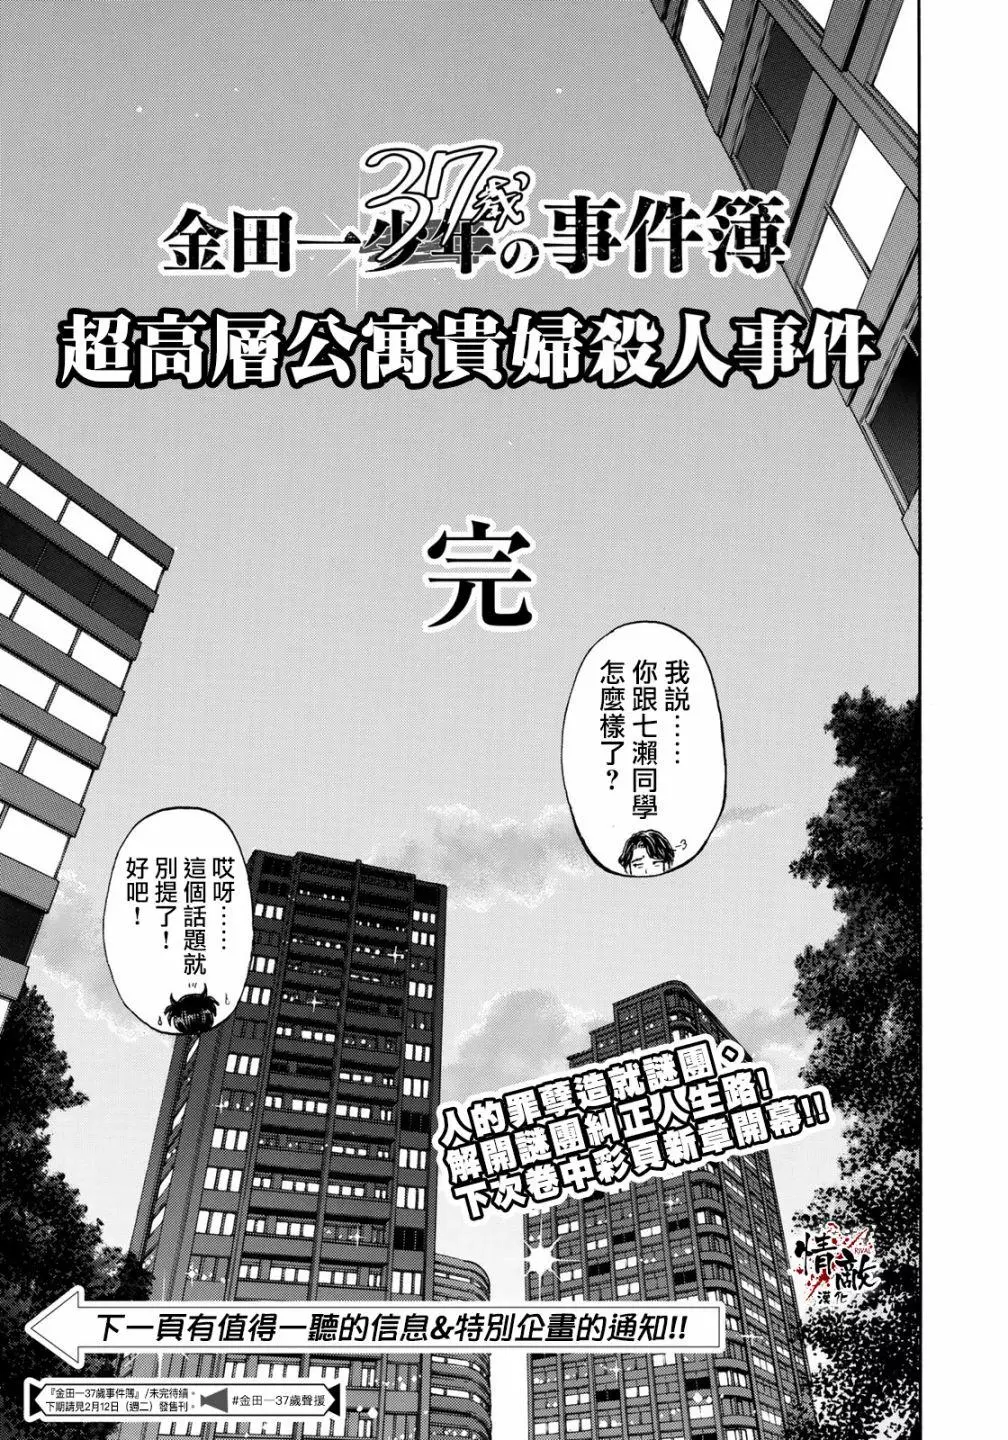 37歲
金田一少年の事件簿
超高層公寓貴婦殺人事件
完
我説……
你跟七瀨同學
怎麼樣了?
哎呀……
這個話題就
別提了!
好吧!
人的罪孽造就謎團、
解開謎團糾正人生路!
下次卷中彩頁新章開幕!!
情敵
RIVAL
漢化
下一頁有值得一聽的信息&特別企畫的通知!!
『金田一37歲事件簿』/未完待續。
下期請見2月12日(週二)發售刊。
#金田一37歲聲援